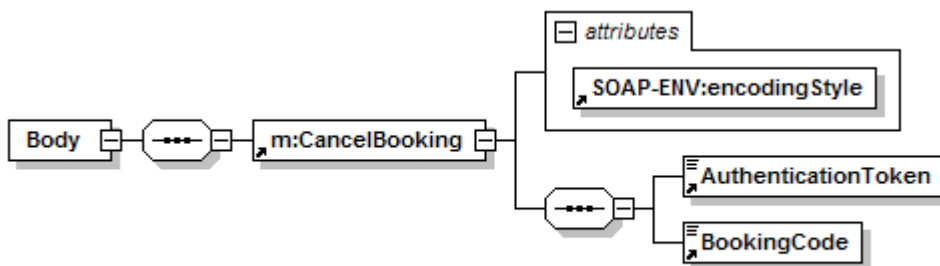 attributes
SOAP-ENV:encodingStyle
Body
m:CancelBooking
AuthenticationToken
BookingCode